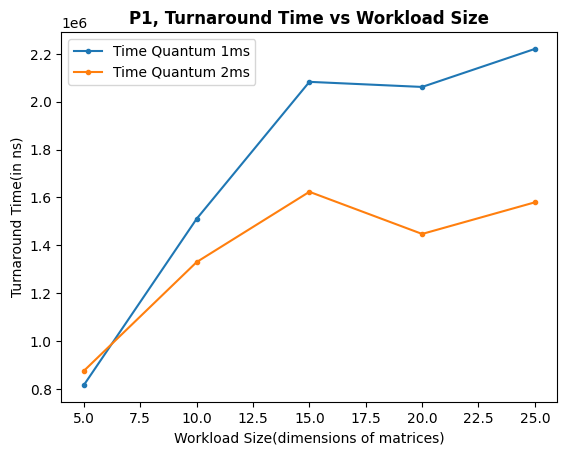 P1, Turnaround Time vs Workload Size
1e6
Time Quantum 1ms
Time Quantum 2ms
2.2
2.0
1.8
1.6
1.4
1.2
1.0
0.8
Turnaround Time(in ns)
5.0 7.5 10.0 12.5 15.0 17.5 20.0 22.5 25.0
Workload Size(dimensions of matrices)